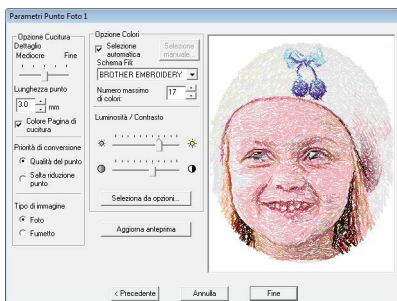 Parametri Punto Foto 1
Opzione Cucitura
Dettaglio
Mediocre Fine
Lunghezza punto
3.0 mm
Colore Pagina di
cucitura
Priorità di conversione
Qualità del punto
Salta riduzione
punto
Tipo di immagine
Foto
Fumetto
Opzione Colori
Selezione
automatica
Selezione
manuale...
Schema Fili:
BROTHER EMBROIDERY
Numero massimo
di colori:
17
Luminosità / Contrasto
Seleziona da opzioni...
Aggiorna anteprima
< Precedente
Annulla
Fine